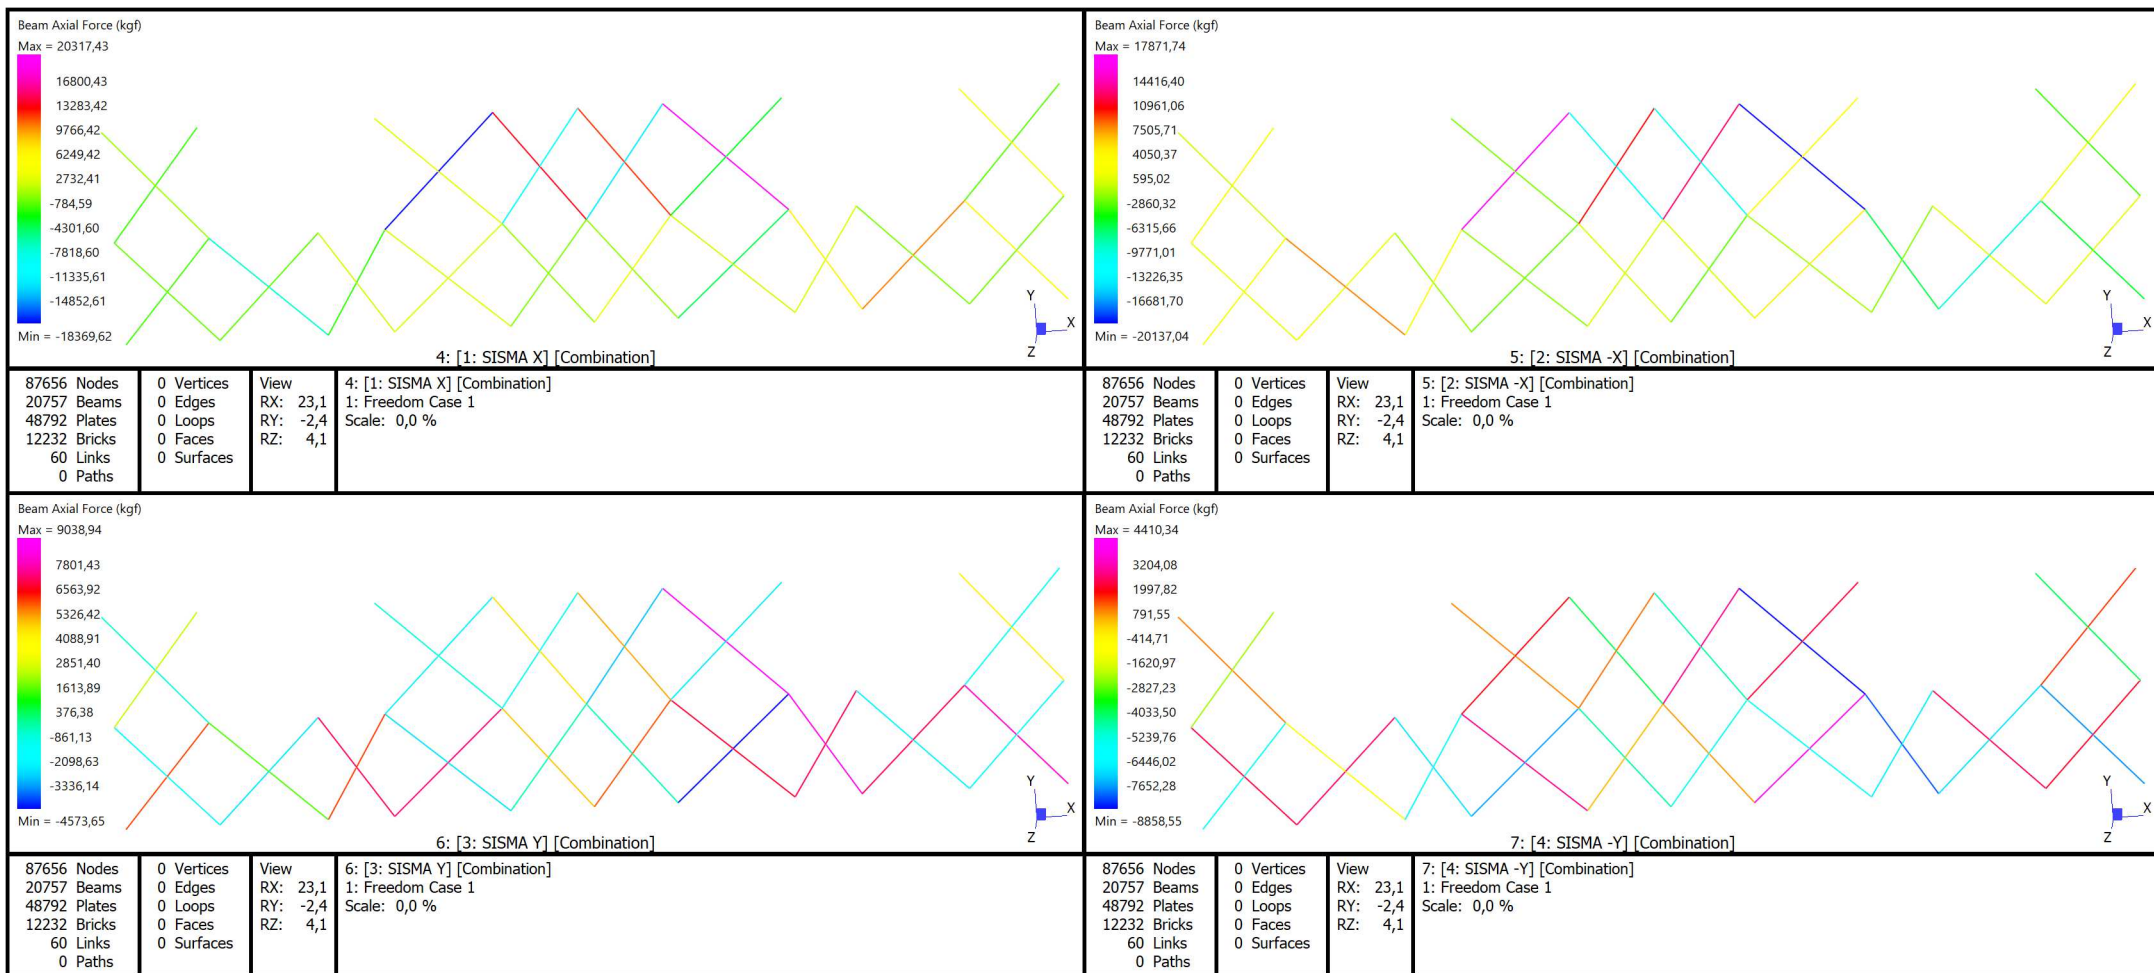 Beam Axial Force (kgf)
Max = 20317,43
16800,43
13283,42
9766,42
6249,42
2732,41
-784,59
-4301,60
-7818,60
-11335,61
-14852,61
Min = -18369,62
Y
X
Z
4: [1: SISMA X] [Combination]
87656 Nodes
20757 Beams
48792 Plates
12232 Bricks
60 Links
0 Paths
0 Vertices
0 Edges
0 Loops
0 Faces
0 Surfaces
View
RX: 23,1
RY: -2,4
RZ: 4,1
4: [1: SISMA X] [Combination]
1: Freedom Case 1
Scale: 0,0 %
Beam Axial Force (kgf)
Max = 17871,74
14416,40
10961,06
7505,71
4050,37
595,02
-2860,32
-6315,66
-9771,01
-13226,35
-16681,70
Min = -20137,04
Y
X
Z
5: [2: SISMA -X] [Combination]
87656 Nodes
20757 Beams
48792 Plates
12232 Bricks
60 Links
0 Paths
0 Vertices
0 Edges
0 Loops
0 Faces
0 Surfaces
View
RX: 23,1
RY: -2,4
RZ: 4,1
5: [2: SISMA -X] [Combination]
1: Freedom Case 1
Scale: 0,0 %
Beam Axial Force (kgf)
Max = 9038,94
7801,43
6563,92
5326,42
4088,91
2851,40
1613,89
376,38
-861,13
-2098,63
-3336,14
Min = -4573,65
Y
X
Z
6: [3: SISMA Y] [Combination]
87656 Nodes
20757 Beams
48792 Plates
12232 Bricks
60 Links
0 Paths
0 Vertices
0 Edges
0 Loops
0 Faces
0 Surfaces
View
RX: 23,1
RY: -2,4
RZ: 4,1
6: [3: SISMA Y] [Combination]
1: Freedom Case 1
Scale: 0,0 %
Beam Axial Force (kgf)
Max = 4410,34
3204,08
1997,82
791,55
-414,71
-1620,97
-2827,23
-4033,50
-5239,76
-6446,02
-7652,28
Min = -8858,55
Y
X
Z
7: [4: SISMA -Y] [Combination]
87656 Nodes
20757 Beams
48792 Plates
12232 Bricks
60 Links
0 Paths
0 Vertices
0 Edges
0 Loops
0 Faces
0 Surfaces
View
RX: 23,1
RY: -2,4
RZ: 4,1
7: [4: SISMA -Y] [Combination]
1: Freedom Case 1
Scale: 0,0 %